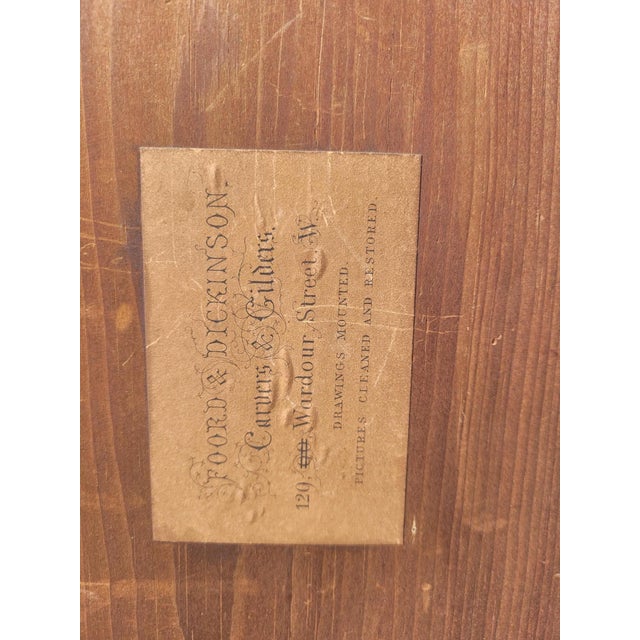 FOORD & DICKINSON.
Carvers & Gilders.
129, Wardour Street, W.
DRAWINGS MOUNTED.
PICTURES CLEANED AND RESTORED.